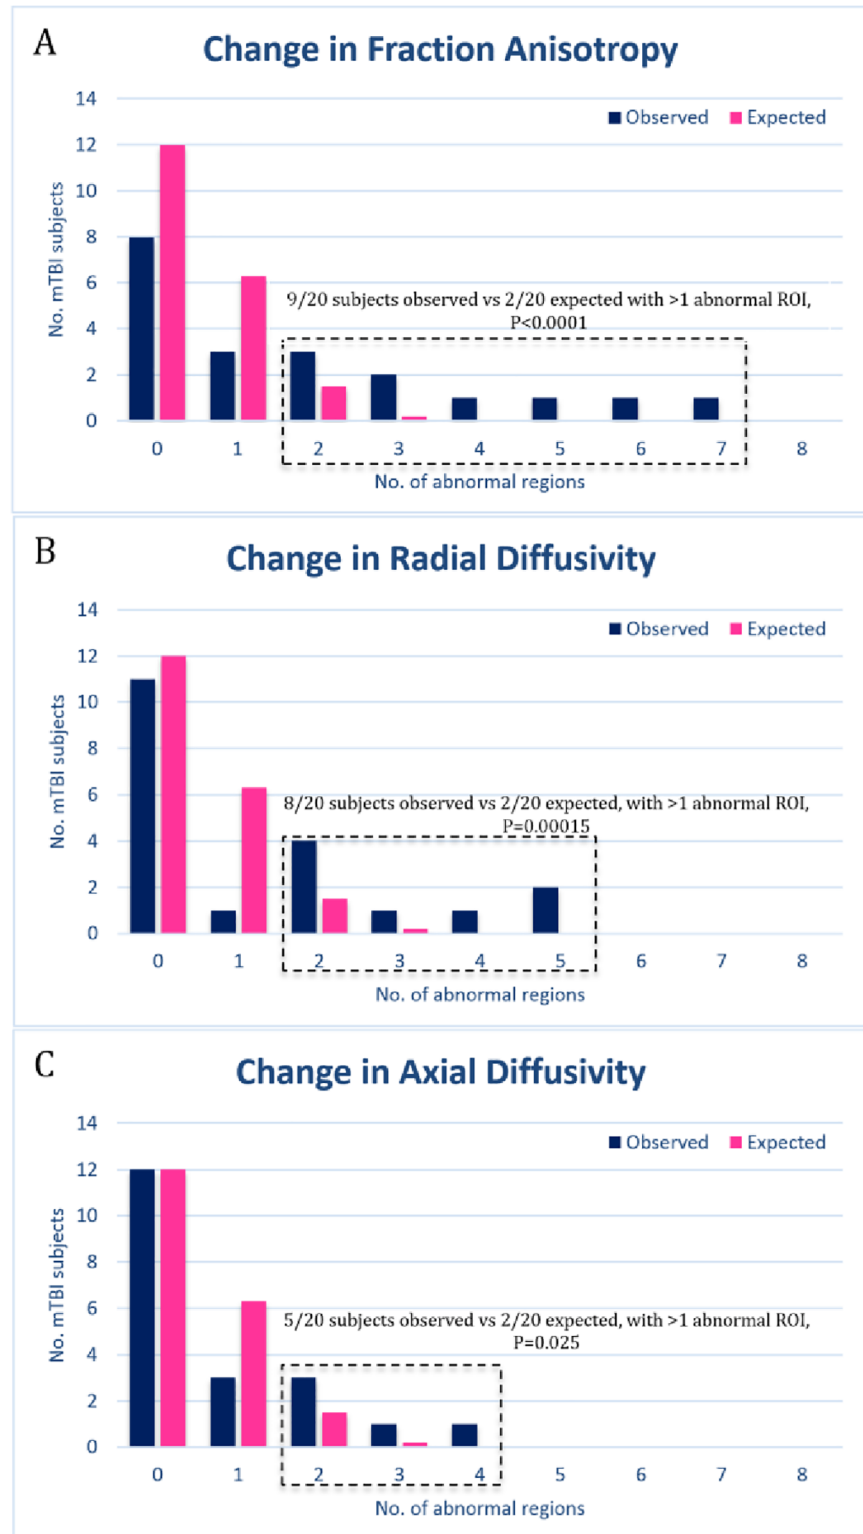 A
Change in Fraction Anisotropy
14
Observed Expected
12
10
8
6
4
2
0
No. mTBI subjects
9/20 subjects observed vs 2/20 expected with >1 abnormal ROI,
P<0.0001
0 1 2 3 4 5 6 7 8
No. of abnormal regions
B
Change in Radial Diffusivity
14
Observed Expected
12
10
8
6
4
2
0
No. mTBI subjects
8/20 subjects observed vs 2/20 expected, with >1 abnormal ROI,
P=0.00015
0 1 2 3 4 5 6 7 8
No. of abnormal regions
C
Change in Axial Diffusivity
14
Observed Expected
12
10
8
6
4
2
0
No. mTBI subjects
5/20 subjects observed vs 2/20 expected, with >1 abnormal ROI,
P=0.025
0 1 2 3 4 5 6 7 8
No. of abnormal regions